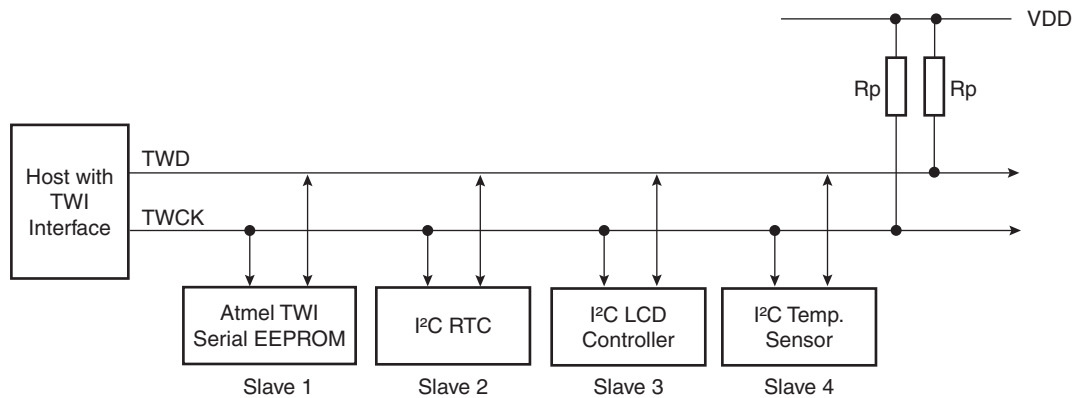 VDD
Rp
Rp
Host with
TWI
Interface
TWD
TWCK
Atmel TWI
Serial EEPROM
Slave 1
I²C RTC
Slave 2
I²C LCD
Controller
Slave 3
I²C Temp.
Sensor
Slave 4